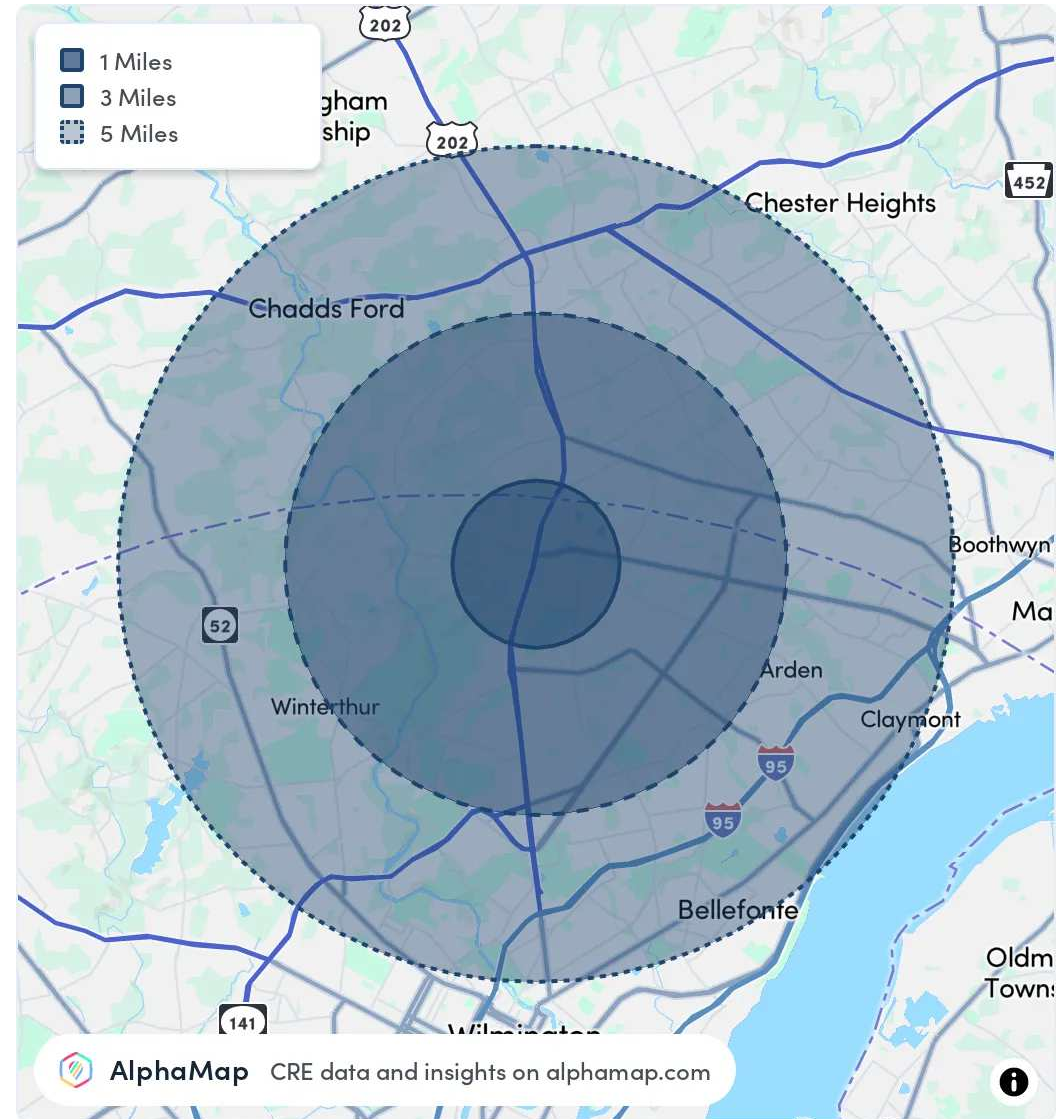 202
1 Miles
3 Miles
5 Miles
gham
ship
202
452
Chester Heights
Chadds Ford
Boothwyn
Ma
52
Arden
Winterthur
Claymont
95
95
Bellefonte
Oldm
Towns
141
Wilmington
AlphaMap CRE data and insights on alphamap.com